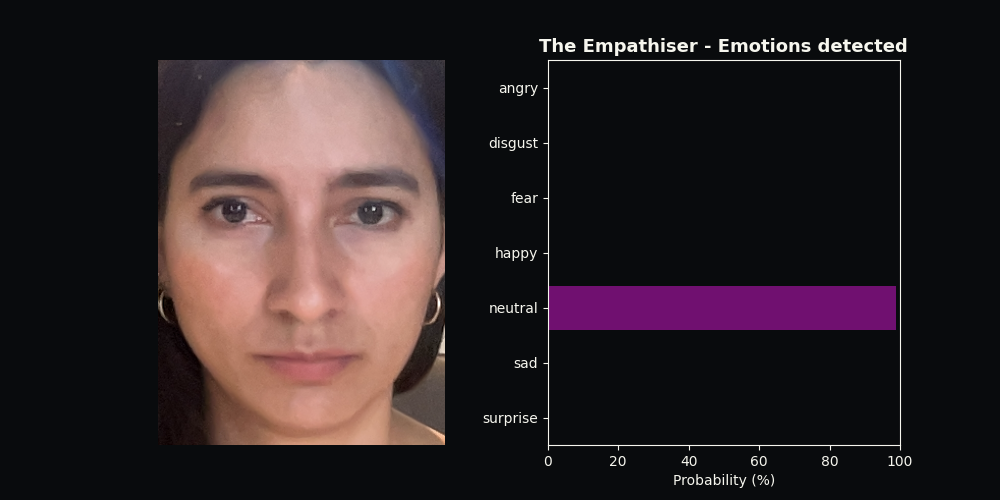 The Empathiser - Emotions detected
angry
disgust
fear
happy
neutral
sad
surprise
0 20 40 60 80 100
Probability (%)